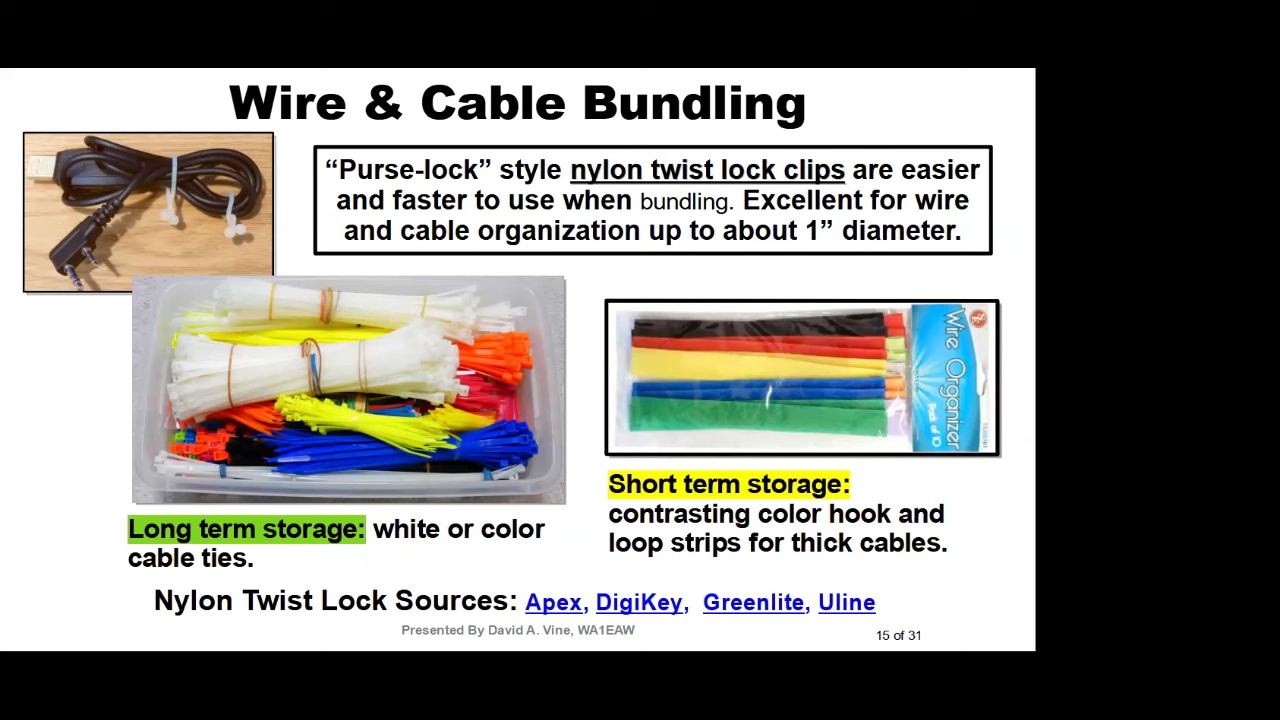 Wire & Cable Bundling
“Purse-lock” style nylon twist lock clips are easier
and faster to use when bundling. Excellent for wire
and cable organization up to about 1” diameter.
Wire Organizer
Pack of 10
Short term storage:
contrasting color hook and
loop strips for thick cables.
Long term storage: white or color
cable ties.
Nylon Twist Lock Sources: Apex, DigiKey, Greenlite, Uline
Presented By David A. Vine, WA1EAW
15 of 31